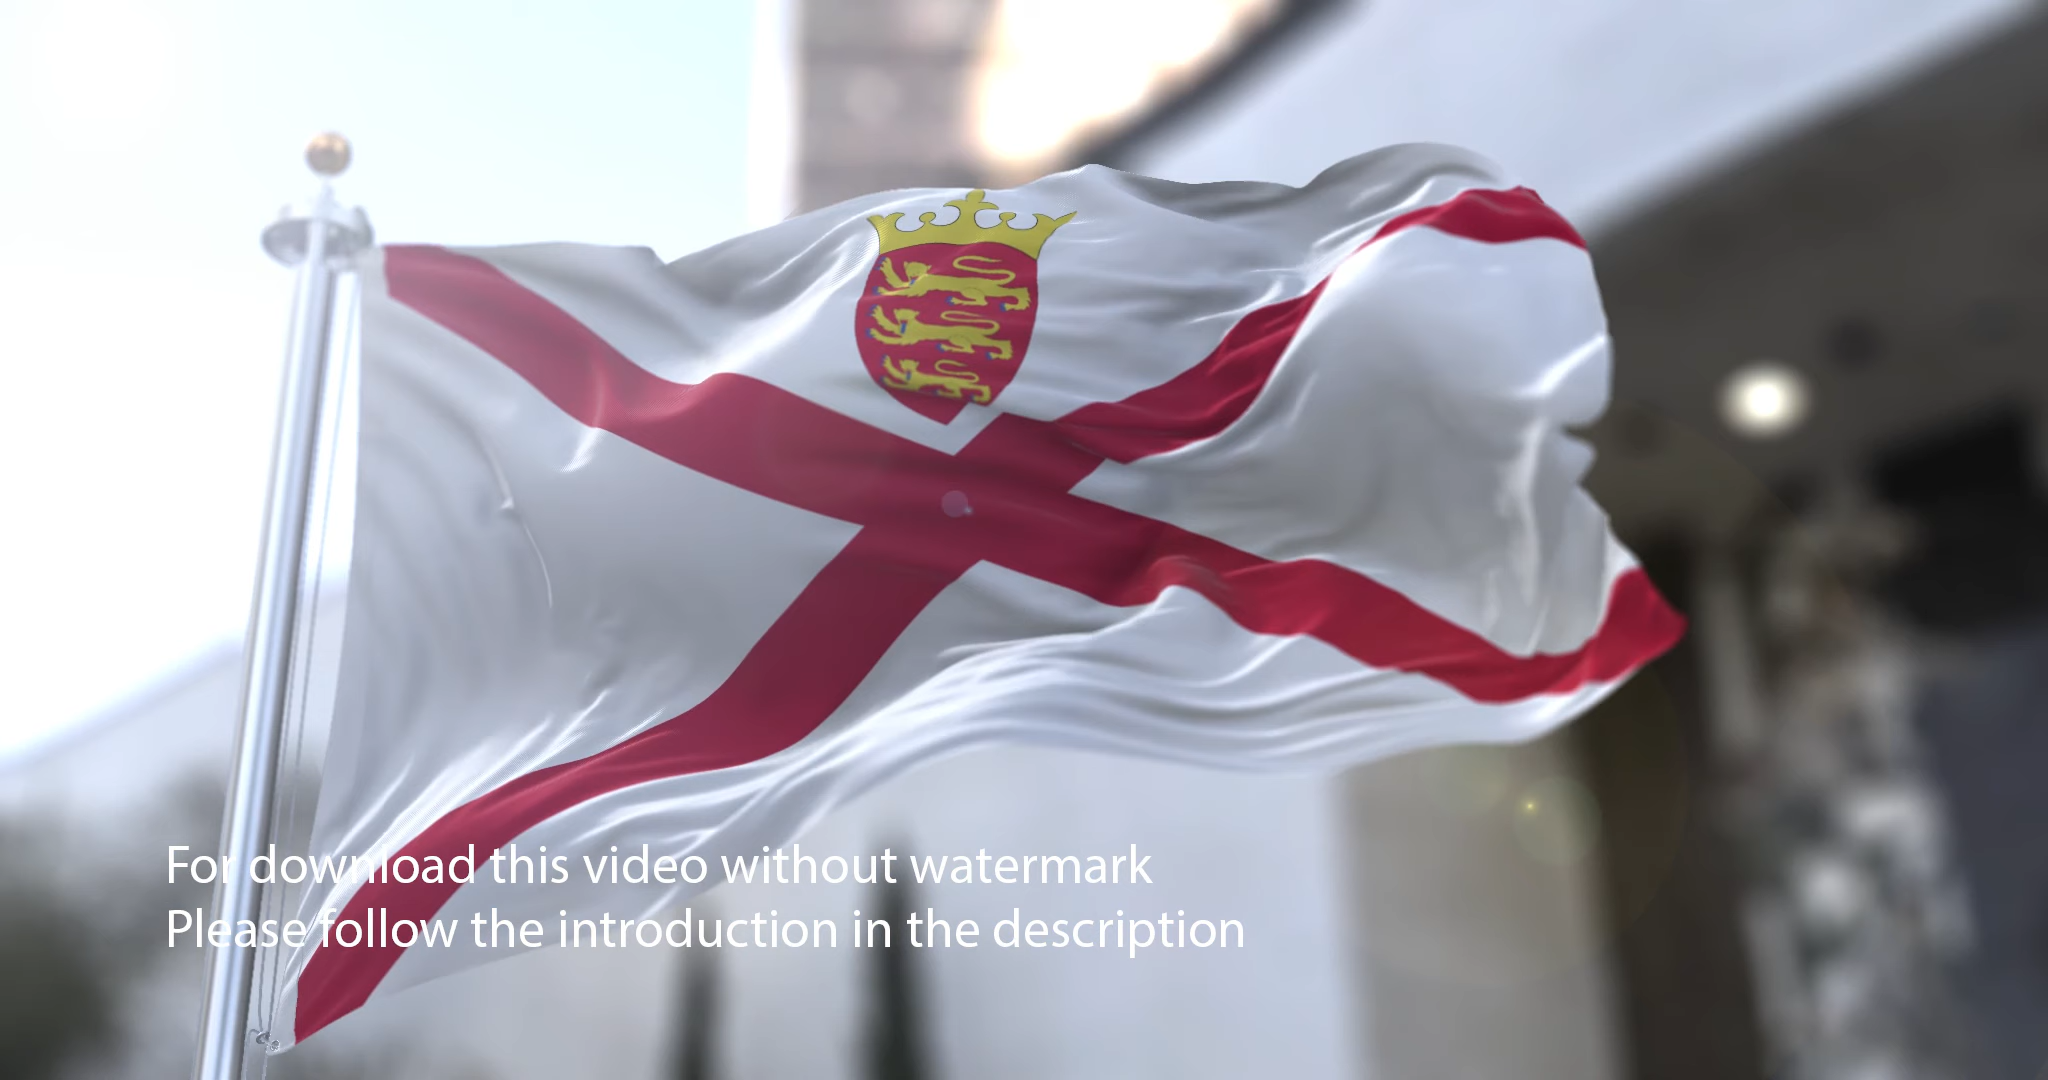 For download this video without watermark
Please follow the introduction in the description